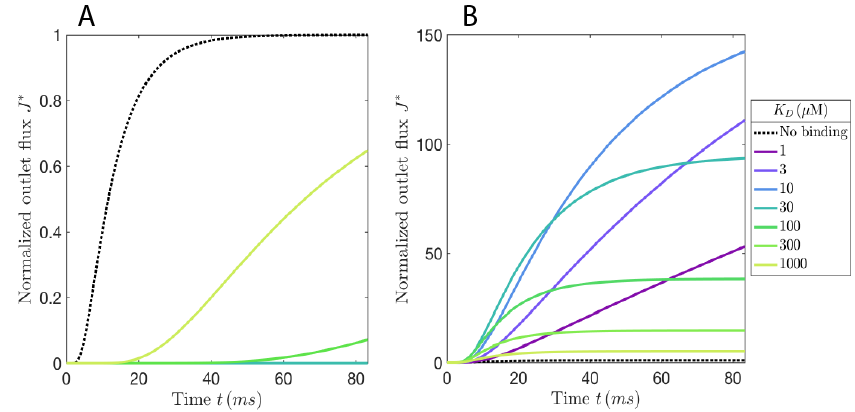 A
Normalized outlet flux J*
1
0.8
0.6
0.4
0.2
0
0 20 40 60 80
Time t (ms)
B
Normalized outlet flux J*
150
100
50
0
0 20 40 60 80
Time t (ms)
K_D (μM)
No binding
1
3
10
30
100
300
1000